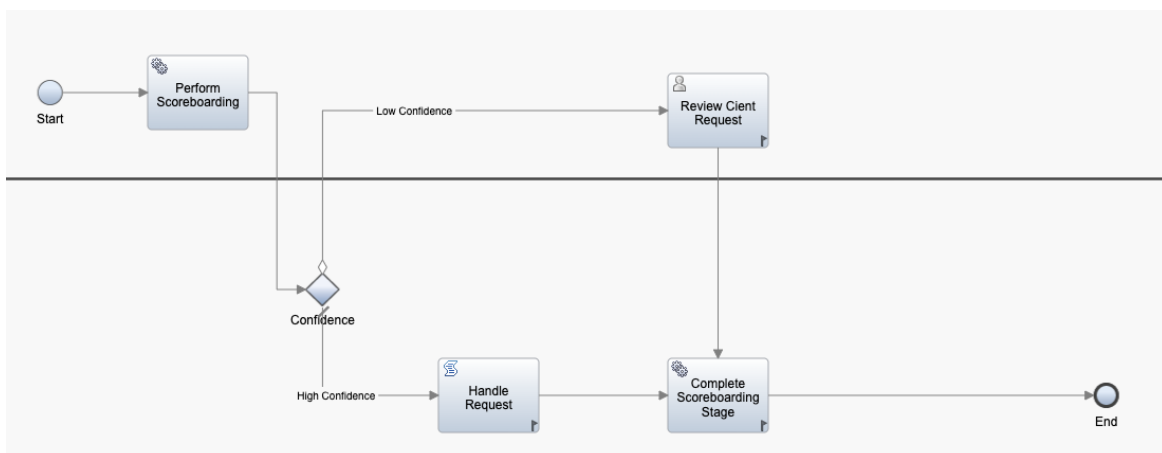 Start
Perform
Scoreboarding
Low Confidence
Review Cient
Request
Confidence
High Confidence
Handle
Request
Complete
Scoreboarding
Stage
End